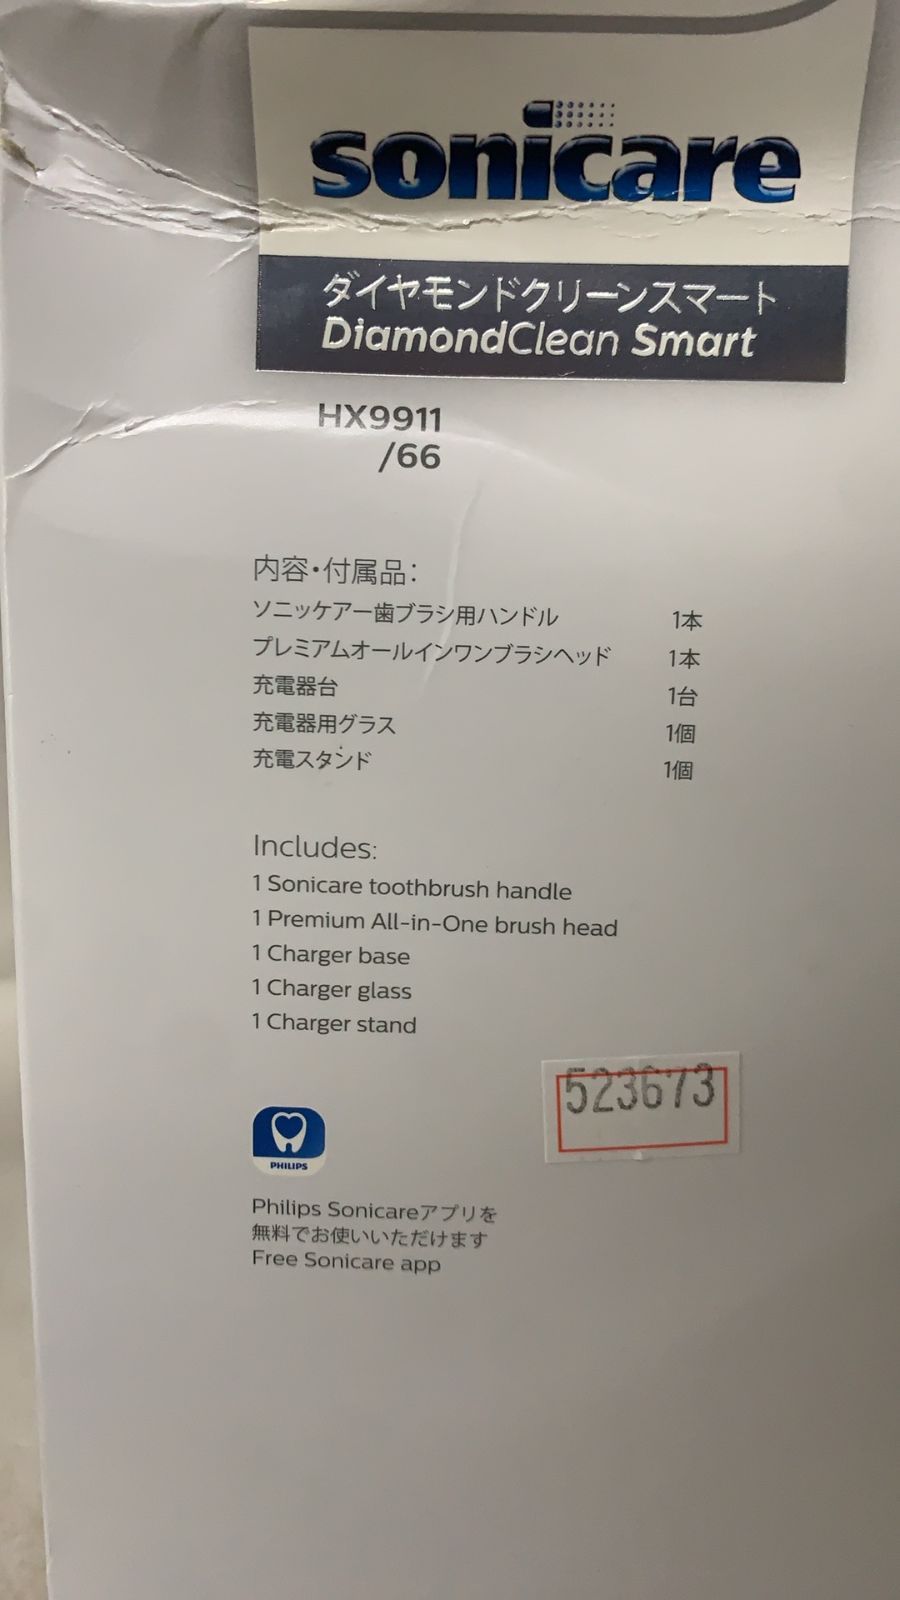 sonicare
ダイヤモンドクリーンスマート
DiamondClean Smart
HX9911
/66
内容・付属品：
ソニッケアー歯ブラシ用ハンドル 1本
プレミアムオールインワンブラシヘッド 1本
充電器台 1台
充電器用グラス 1個
充電スタンド 1個
Includes:
1 Sonicare toothbrush handle
1 Premium All-in-One brush head
1 Charger base
1 Charger glass
1 Charger stand
523673
PHILIPS
Philips Sonicareアプリを
無料でお使いいただけます
Free Sonicare app